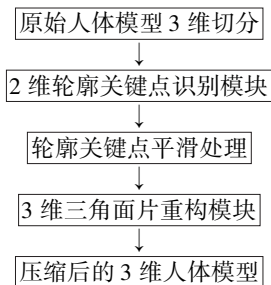 原始人体模型 3 维切分
2 维轮廓关键点识别模块
轮廓关键点平滑处理
3 维三角面片重构模块
压缩后的 3 维人体模型